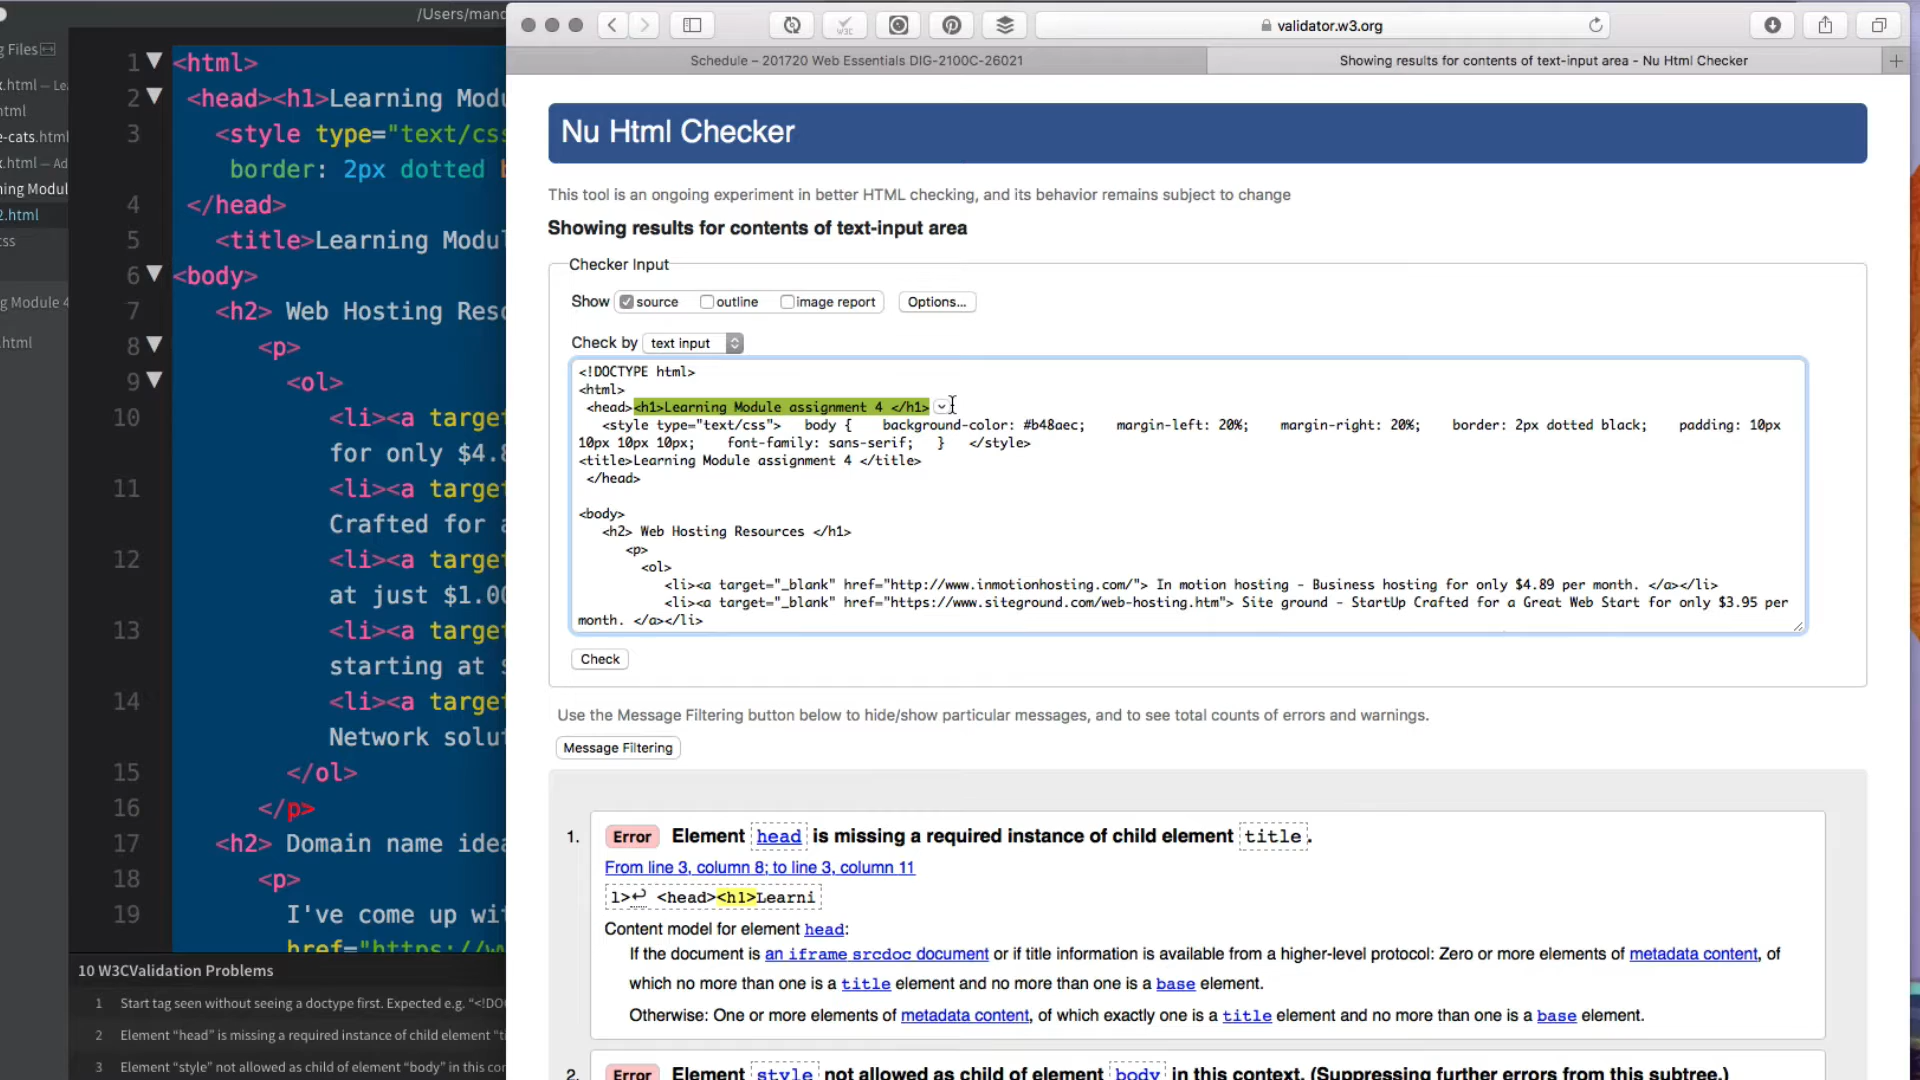 /Users/mand
g Files
x.html — Lea
html
e-cats.html
x.html — Ad
ning Modul
2.html
css
g Module 4
.html
1 <html>
2 <head><h1>Learning Modu
3 <style type="text/css
border: 2px dotted b
4 </head>
5 <title>Learning Modul
6 <body>
7 <h2> Web Hosting Reso
8 <p>
9 <ol>
10 <li><a target
for only $4.8
11 <li><a target
Crafted for a
12 <li><a target
at just $1.00
13 <li><a target
starting at $
14 <li><a target
Network solut
15 </ol>
16 </p>
17 <h2> Domain name idea
18 <p>
19 I've come up wit
href="https://ww
10 W3CValidation Problems
1 Start tag seen without seeing a doctype first. Expected e.g. “<!DO
2 Element “head” is missing a required instance of child element “ti
3 Element “style” not allowed as child of element “body” in this con
W3C
validator.w3.org
Schedule – 201720 Web Essentials DIG-2100C-26021
Showing results for contents of text-input area - Nu Html Checker
Nu Html Checker
This tool is an ongoing experiment in better HTML checking, and its behavior remains subject to change
Showing results for contents of text-input area
Checker Input
Show source outline image report Options...
Check by text input
<!DOCTYPE html>
<html>
<head><h1>Learning Module assignment 4 </h1>
<style type="text/css"> body { background-color: #b48aec; margin-left: 20%; margin-right: 20%; border: 2px dotted black; padding: 10px
10px 10px 10px; font-family: sans-serif; } </style>
<title>Learning Module assignment 4 </title>
</head>
<body>
<h2> Web Hosting Resources </h1>
<p>
<ol>
<li><a target="_blank" href="http://www.inmotionhosting.com/"> In motion hosting - Business hosting for only $4.89 per month. </a></li>
<li><a target="_blank" href="https://www.siteground.com/web-hosting.htm"> Site ground - StartUp Crafted for a Great Web Start for only $3.95 per
month. </a></li>
Check
Use the Message Filtering button below to hide/show particular messages, and to see total counts of errors and warnings.
Message Filtering
1. Error Element head is missing a required instance of child element title.
From line 3, column 8; to line 3, column 11
l>↩ <head><h1>Learni
Content model for element head:
If the document is an iframe srcdoc document or if title information is available from a higher-level protocol: Zero or more elements of metadata content, of
which no more than one is a title element and no more than one is a base element.
Otherwise: One or more elements of metadata content, of which exactly one is a title element and no more than one is a base element.
2. Error Element style not allowed as child of element body in this context. (Suppressing further errors from this subtree.)